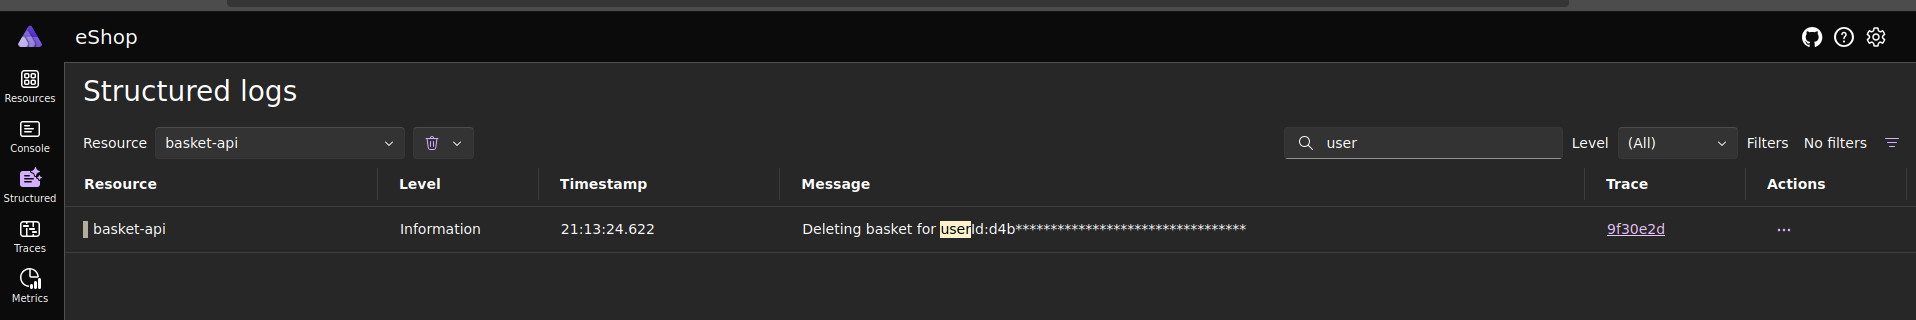 eShop
Resources
Console
Structured
Traces
Metrics
Structured logs
Resource basket-api user Level (All) Filters No filters
Resource Level Timestamp Message Trace Actions
basket-api Information 21:13:24.622 Deleting basket for userId:d4b********************************* 9f30e2d ...